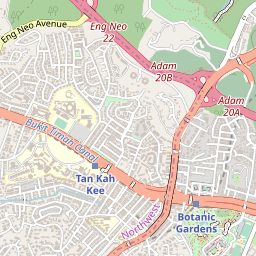 Eng Neo Avenue
Eng Neo
22
Adam
20B
Adam
20A
Bukit Timah Canal
Tan Kah
Kee
Botanic
Gardens
Northwest